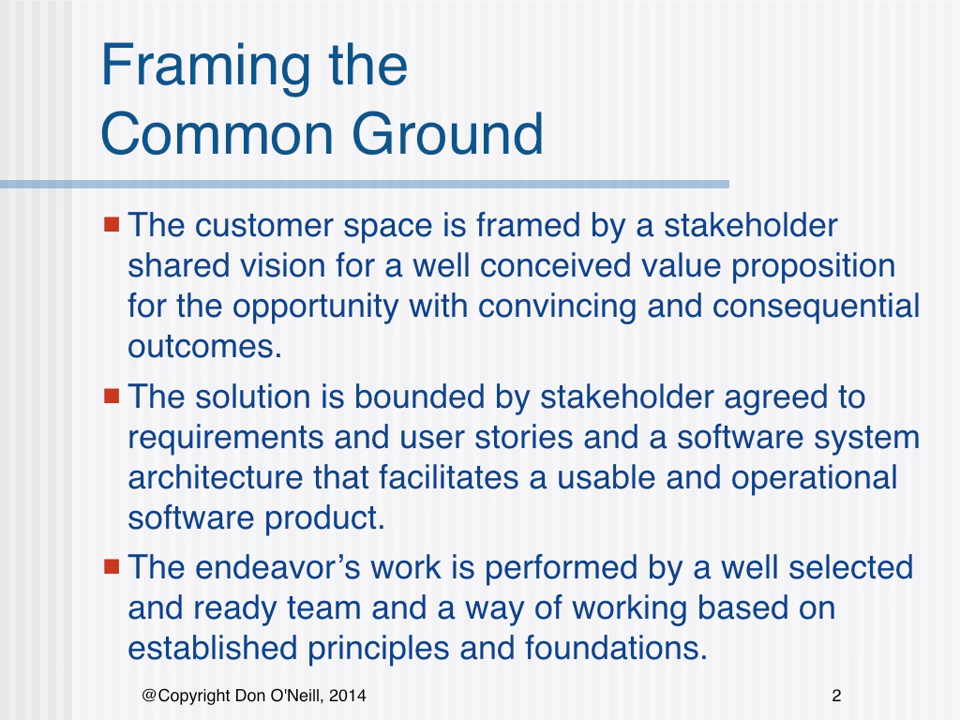 Framing the
Common Ground
The customer space is framed by a stakeholder
shared vision for a well conceived value proposition
for the opportunity with convincing and consequential
outcomes.
The solution is bounded by stakeholder agreed to
requirements and user stories and a software system
architecture that facilitates a usable and operational
software product.
The endeavor’s work is performed by a well selected
and ready team and a way of working based on
established principles and foundations.
@Copyright Don O'Neill, 2014
2